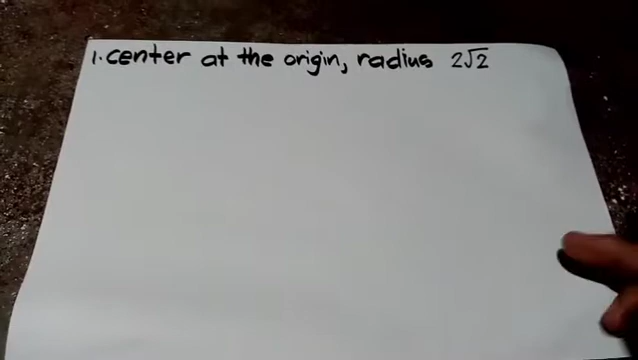 1. center at the origin, radius 2√2